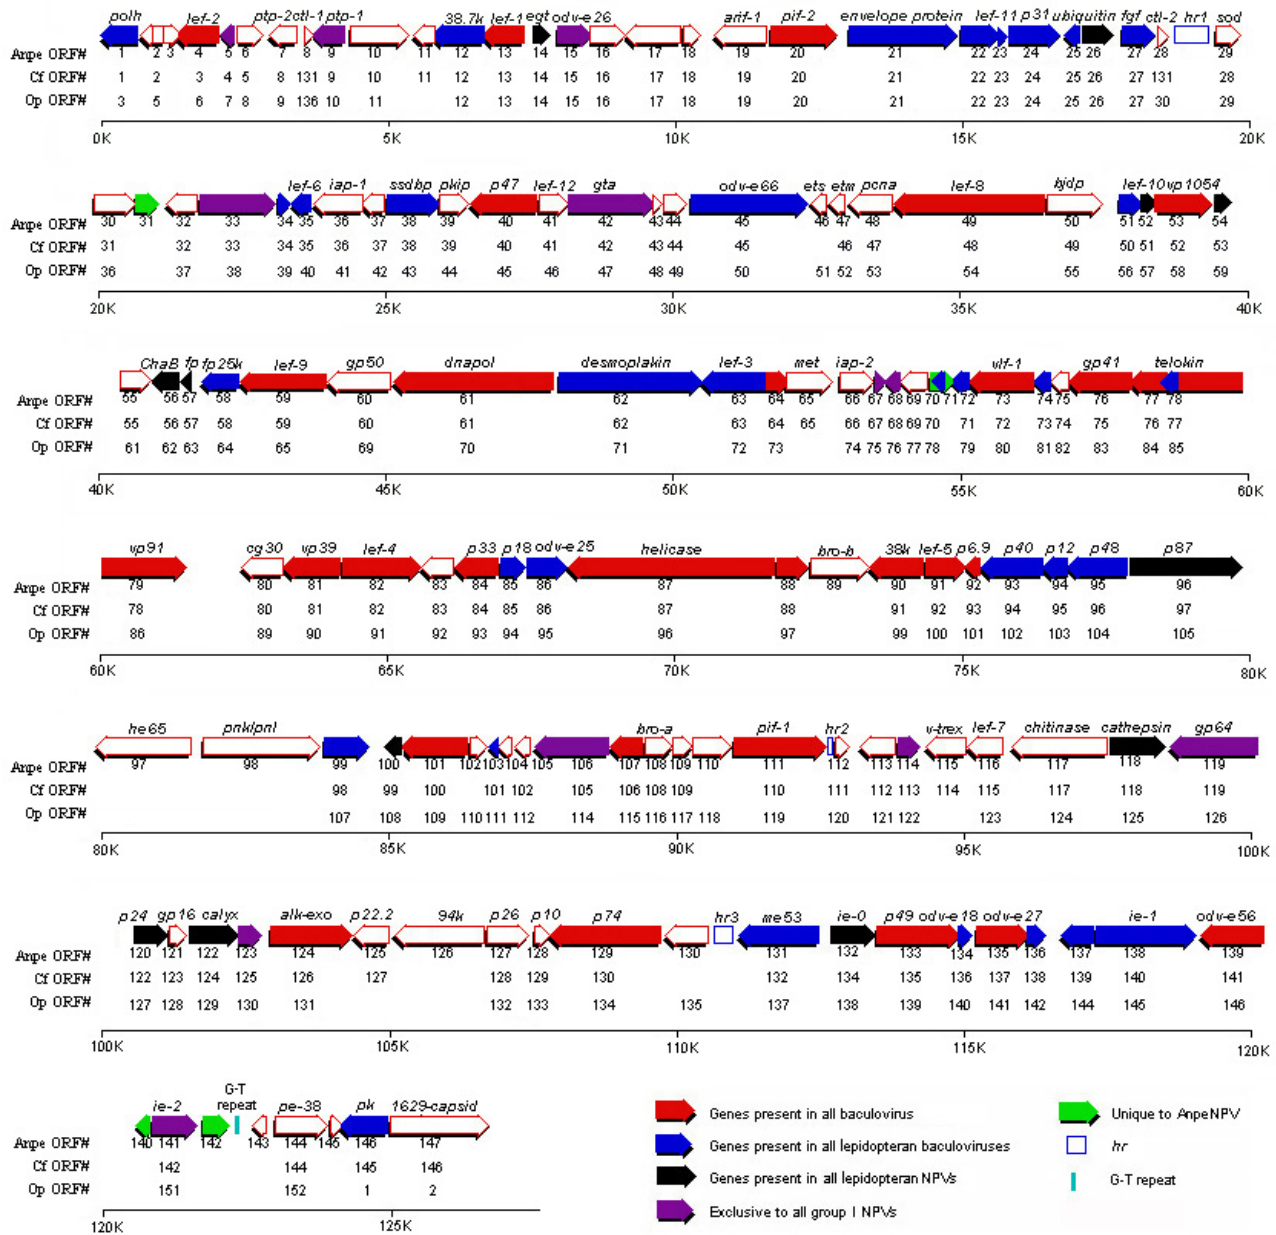 polh lef-2 ptp-2 ctl-1 ptp-1 38.7k lef-1 egt odv-e26 arif-1 pif-2 envelope protein lef-11 p31 ubiquitin fgf ctl-2 hr1 sod
Anpe ORF# 1 2 3 4 5 6 7 8 9 10 11 12 13 14 15 16 17 18 19 20 21 22 23 24 25 26 27 28 29
Cf ORF# 1 2 3 4 5 8 131 9 10 11 12 13 14 15 16 17 18 19 20 21 22 23 24 25 26 27 131 28
Op ORF# 3 5 6 7 8 9 136 10 11 12 13 14 15 16 17 18 19 20 21 22 23 24 25 26 27 30 29
0K 5K 10K 15K 20K
lef-6 iap-1 ssdbp pkip p47 lef-12 gta odv-e66 ets etm pcna lef-8 bjdp lef-10 vp1054
Anpe ORF# 30 31 32 33 34 35 36 37 38 39 40 41 42 43 44 45 46 47 48 49 50 51 52 53 54
Cf ORF# 31 32 33 34 35 36 37 38 39 40 41 42 43 44 45 46 47 48 49 50 51 52 53
Op ORF# 36 37 38 39 40 41 42 43 44 45 46 47 48 49 50 51 52 53 54 55 56 57 58 59
20K 25K 30K 35K 40K
ChaB fp fp25k lef-9 gp50 dnapol desmoplakin lef-3 met iap-2 vlf-1 gp41 telokin
Anpe ORF# 55 56 57 58 59 60 61 62 63 64 65 66 67 68 69 70 71 72 73 74 75 76 77 78
Cf ORF# 55 56 57 58 59 60 61 62 63 64 65 66 67 68 69 70 71 72 73 74 75 76 77
Op ORF# 61 62 63 64 65 69 70 71 72 73 74 75 76 77 78 79 80 81 82 83 84 85
40K 45K 50K 55K 60K
vp91 cg30 vp39 lef-4 p33 p18 odv-e25 helicase bro-b 38k lef-5 p6.9 p40 p12 p48 p87
Anpe ORF# 79 80 81 82 83 84 85 86 87 88 89 90 91 92 93 94 95 96
Cf ORF# 78 80 81 82 83 84 85 86 87 88 91 92 93 94 95 96 97
Op ORF# 86 89 90 91 92 93 94 95 96 97 99 100 101 102 103 104 105
60K 65K 70K 75K 80K
he65 pnk/pnl bro-a pif-1 hr2 v-trex lef-7 chitinase cathepsin gp64
Anpe ORF# 97 98 99 100 101 102 103 104 105 106 107 108 109 110 111 112 113 114 115 116 117 118 119
Cf ORF# 98 99 100 101 102 105 106 108 109 110 111 112 113 114 115 117 118 119
Op ORF# 107 108 109 110 111 112 114 115 116 117 118 119 120 121 122 123 124 125 126
80K 85K 90K 95K 100K
p24 gp16 calyx alk-exo p22.2 94k p26 p10 p74 hr3 me53 ie-0 p49 odv-e18 odv-e27 ie-1 odv-e56
Anpe ORF# 120 121 122 123 124 125 126 127 128 129 130 131 132 133 134 135 136 137 138 139
Cf ORF# 122 123 124 125 126 127 128 129 130 132 134 135 136 137 138 139 140 141
Op ORF# 127 128 129 130 131 132 133 134 135 137 138 139 140 141 142 144 145 146
100K 105K 110K 115K 120K
G-T
repeat
ie-2 pe-38 pk 1629-capsid
Anpe ORF# 140 141 142 143 144 145 146 147
Cf ORF# 142 144 145 146
Op ORF# 151 152 1 2
120K 125K
Genes present in all baculovirus
Genes present in all lepidopteran baculoviruses
Genes present in all lepidopteran NPVs
Exclusive to all group I NPVs
Unique to AnpeNPV
hr
G-T repeat